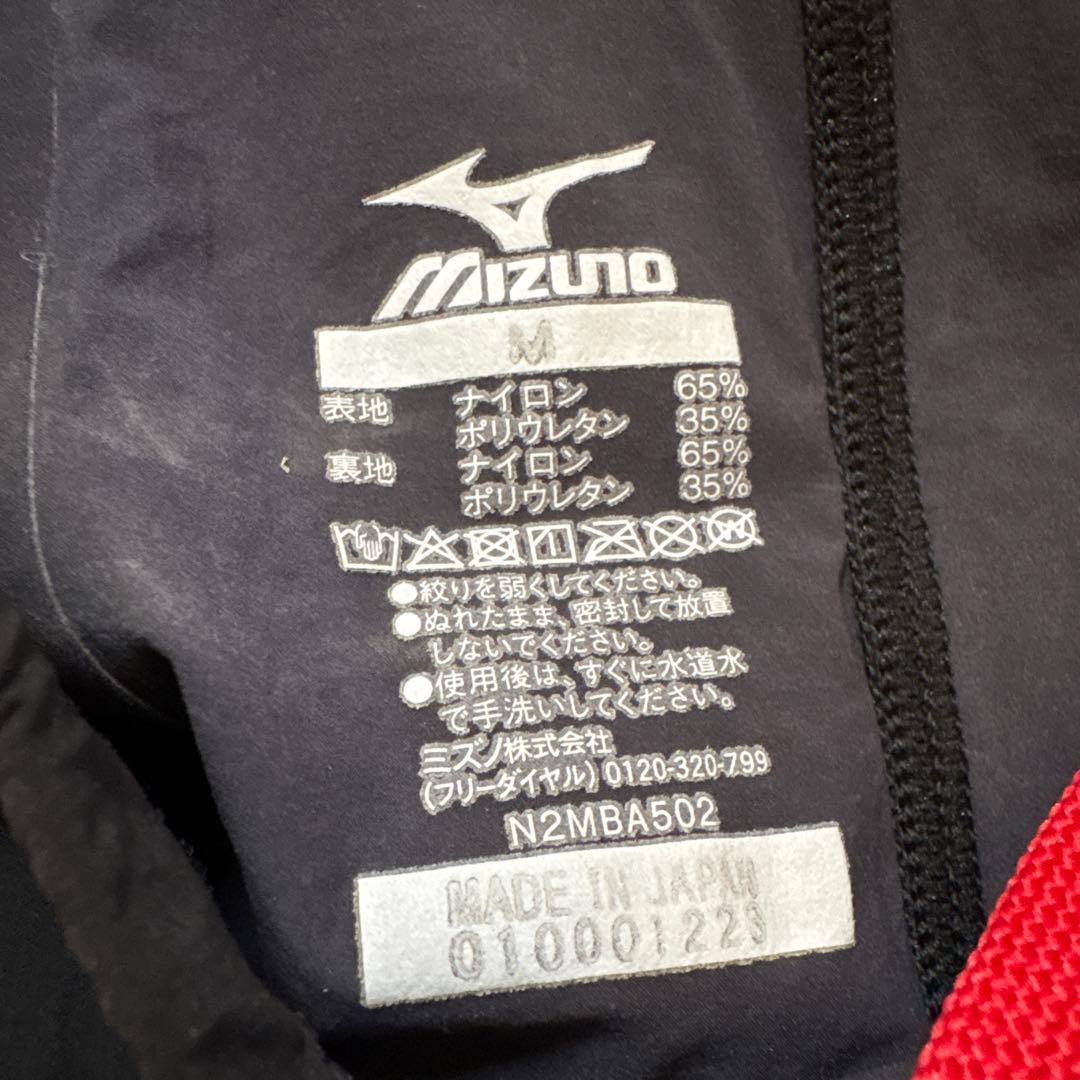 MIZUNO
M
表地 ナイロン 65%
ポリウレタン 35%
裏地 ナイロン 65%
ポリウレタン 35%
●絞りを弱くしてください。
●ぬれたまま、密封して放置
しないでください。
●使用後は、すぐに水道水
で手洗いしてください。
ミズノ株式会社
(フリーダイヤル) 0120-320-799
N2MBA502
MADE IN JAPAN
010001223